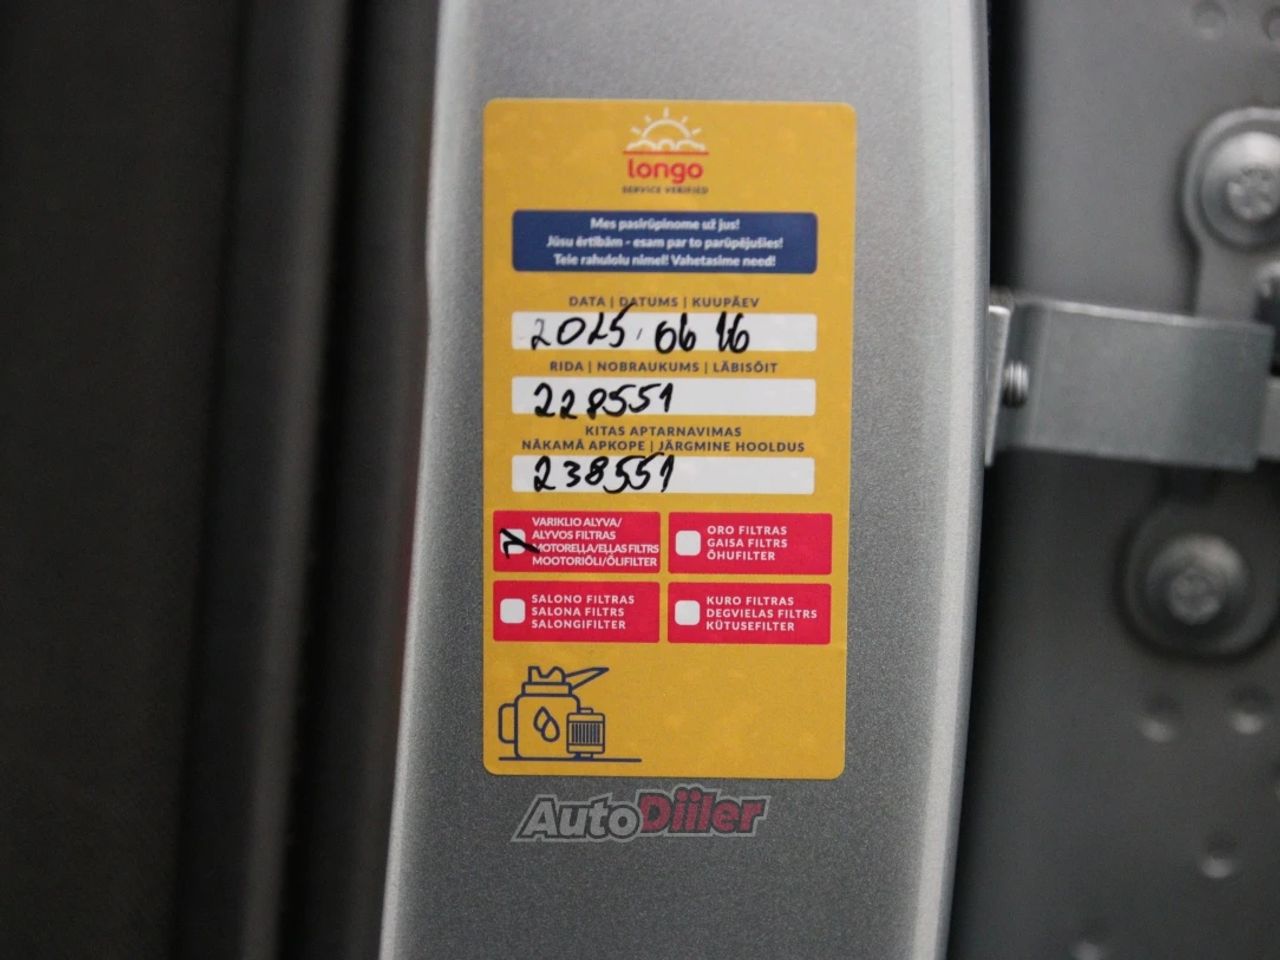 longo
SERVICE VERIFIED
Mes pasirūpinome už jus!
Jūsu ērtībām - esam par to parūpējušies!
Teie rahulolu nimel! Vahetasime need!
DATA | DATUMS | KUUPÄEV
2025.06 16
RIDA | NOBRAUKUMS | LÄBISÕIT
228551
KITAS APTARNAVIMAS
NĀKAMĀ APKOPE | JÄRGMINE HOOLDUS
238551
VARIKLIO ALYVA/
ALYVOS FILTRAS
MOTOREĻĻA/EĻĻAS FILTRS
MOOTORIÕLI/ÕLIFILTER
ORO FILTRAS
GAISA FILTRS
ÕHUFILTER
SALONO FILTRAS
SALONA FILTRS
SALONGIFILTER
KURO FILTRAS
DEGVIELAS FILTRS
KÜTUSEFILTER
AutoDiiler